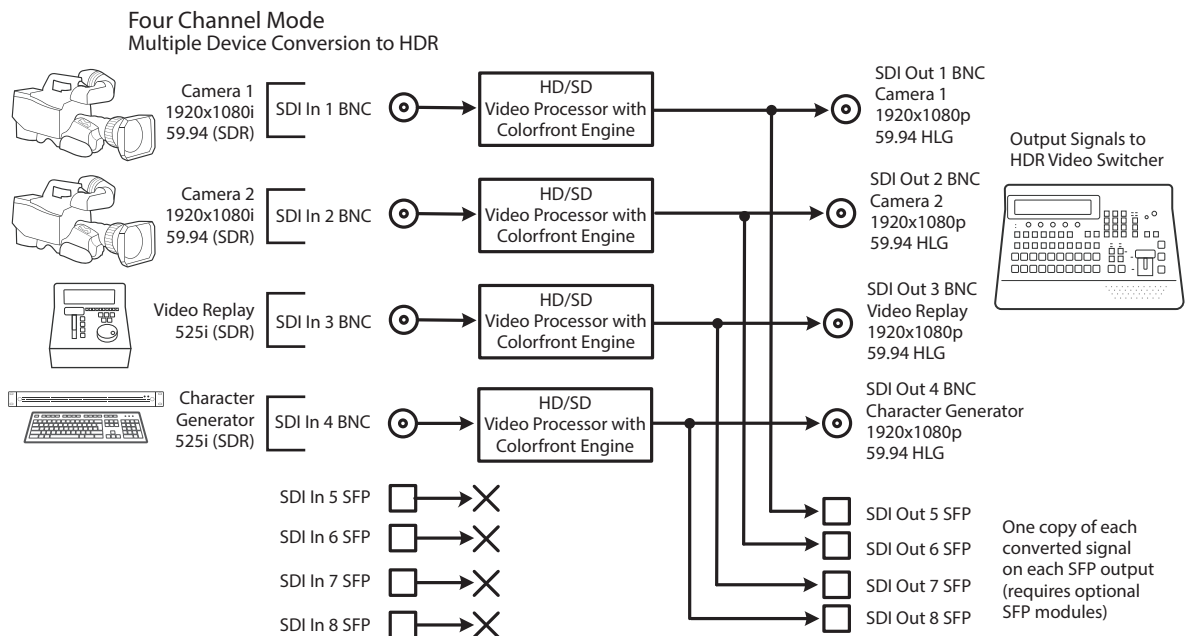 Four Channel Mode
Multiple Device Conversion to HDR
Camera 1
1920x1080i
59.94 (SDR)
SDI In 1 BNC
HD/SD
Video Processor with
Colorfront Engine
SDI Out 1 BNC
Camera 1
1920x1080p
59.94 HLG
Output Signals to
HDR Video Switcher
Camera 2
1920x1080i
59.94 (SDR)
SDI In 2 BNC
HD/SD
Video Processor with
Colorfront Engine
SDI Out 2 BNC
Camera 2
1920x1080p
59.94 HLG
Video Replay
525i (SDR)
SDI In 3 BNC
HD/SD
Video Processor with
Colorfront Engine
SDI Out 3 BNC
Video Replay
1920x1080p
59.94 HLG
Character
Generator
525i (SDR)
SDI In 4 BNC
HD/SD
Video Processor with
Colorfront Engine
SDI Out 4 BNC
Character Generator
1920x1080p
59.94 HLG
SDI In 5 SFP
SDI In 6 SFP
SDI In 7 SFP
SDI In 8 SFP
SDI Out 5 SFP
SDI Out 6 SFP
SDI Out 7 SFP
SDI Out 8 SFP
One copy of each
converted signal
on each SFP output
(requires optional
SFP modules)